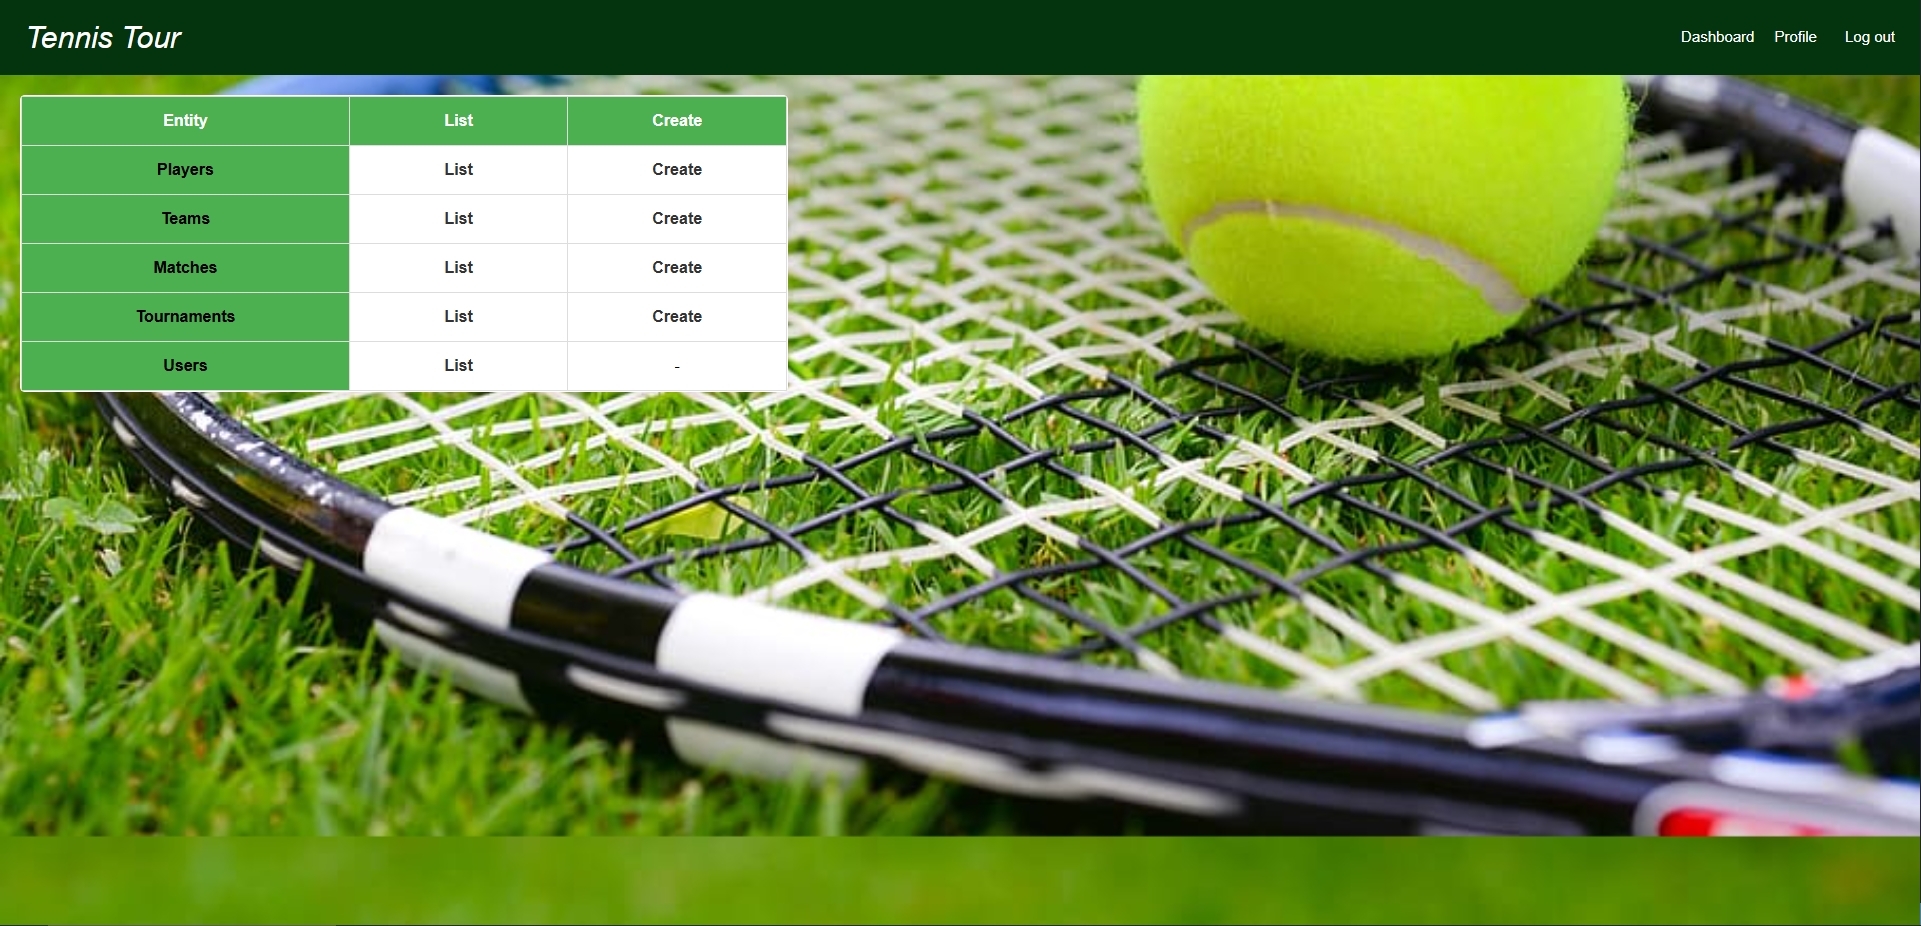 Tennis Tour
Dashboard Profile Log out
Entity List Create
Players List Create
Teams List Create
Matches List Create
Tournaments List Create
Users List -